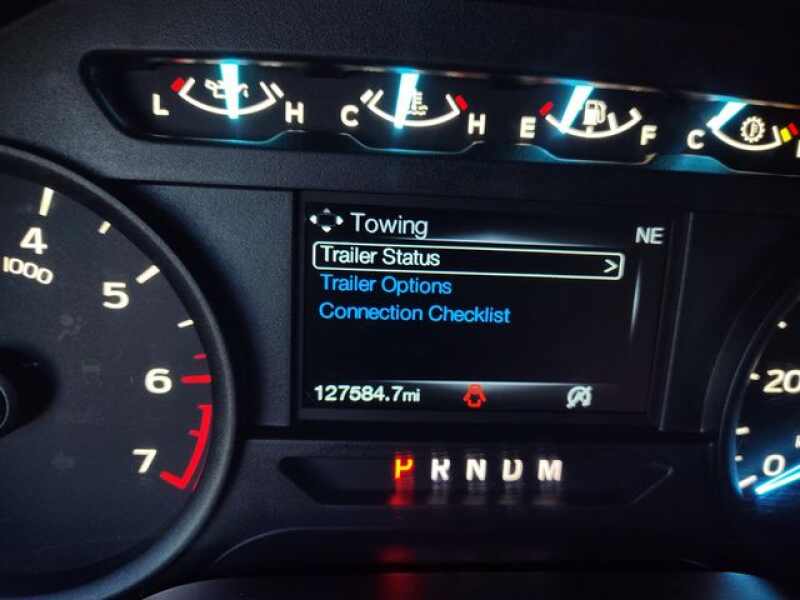 L H C H E F C
Towing
NE
Trailer Status >
Trailer Options
Connection Checklist
127584.7mi
4
1000
5
6
7
P R N D M
20
0